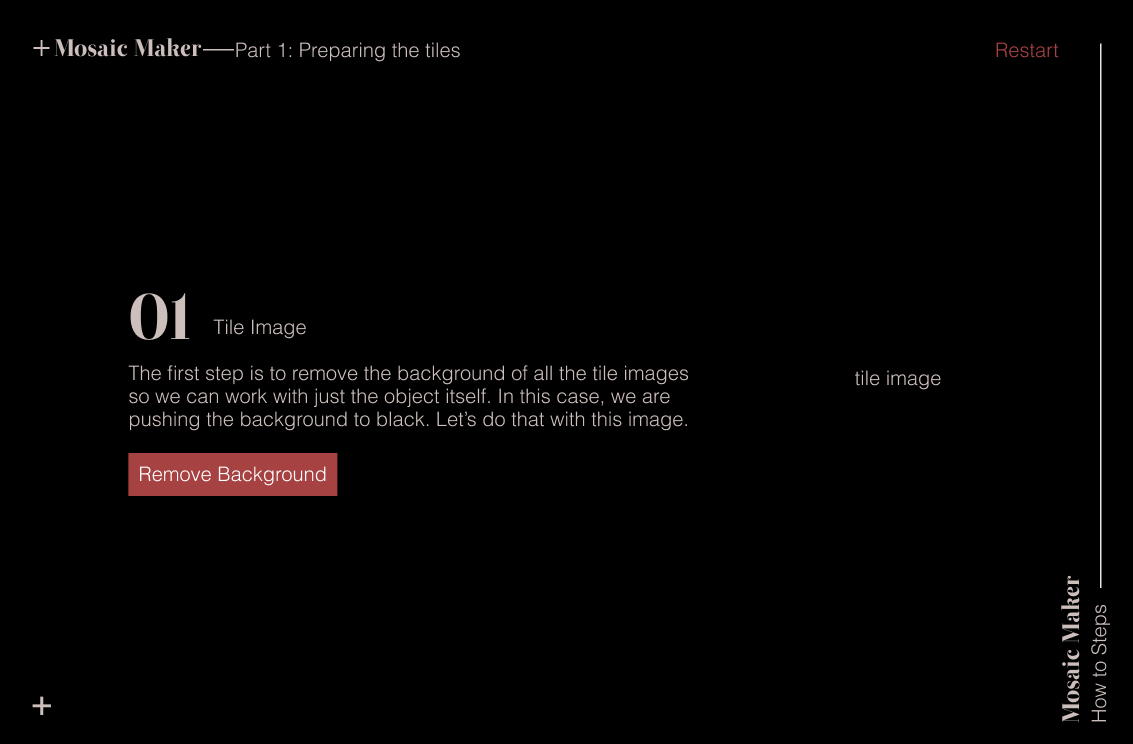 + Mosaic Maker—Part 1: Preparing the tiles
Restart
01 Tile Image
The first step is to remove the background of all the tile images
so we can work with just the object itself. In this case, we are
pushing the background to black. Let’s do that with this image.
tile image
Remove Background
Mosaic Maker
How to Steps
+